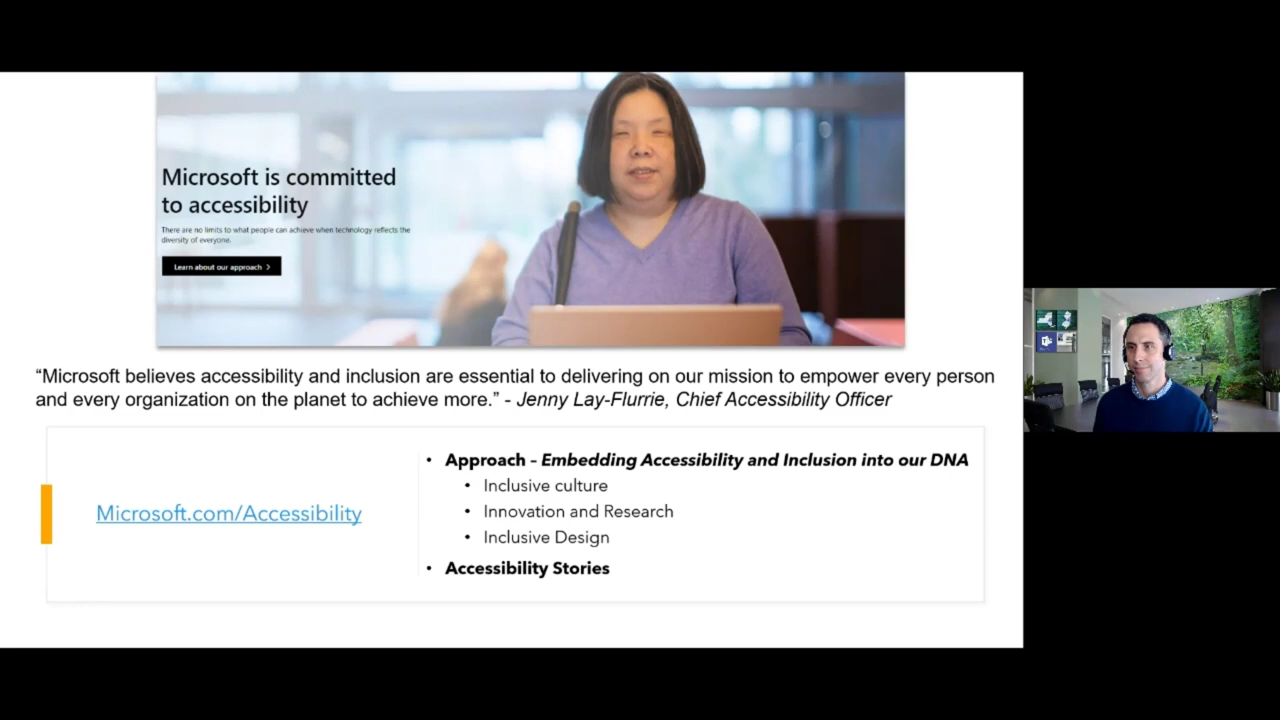 Microsoft is committed
to accessibility
There are no limits to what people can achieve when technology reflects the
diversity of everyone.
Learn about our approach >
“Microsoft believes accessibility and inclusion are essential to delivering on our mission to empower every person
and every organization on the planet to achieve more.” - Jenny Lay-Flurrie, Chief Accessibility Officer
Microsoft.com/Accessibility
• Approach – Embedding Accessibility and Inclusion into our DNA
• Inclusive culture
• Innovation and Research
• Inclusive Design
• Accessibility Stories